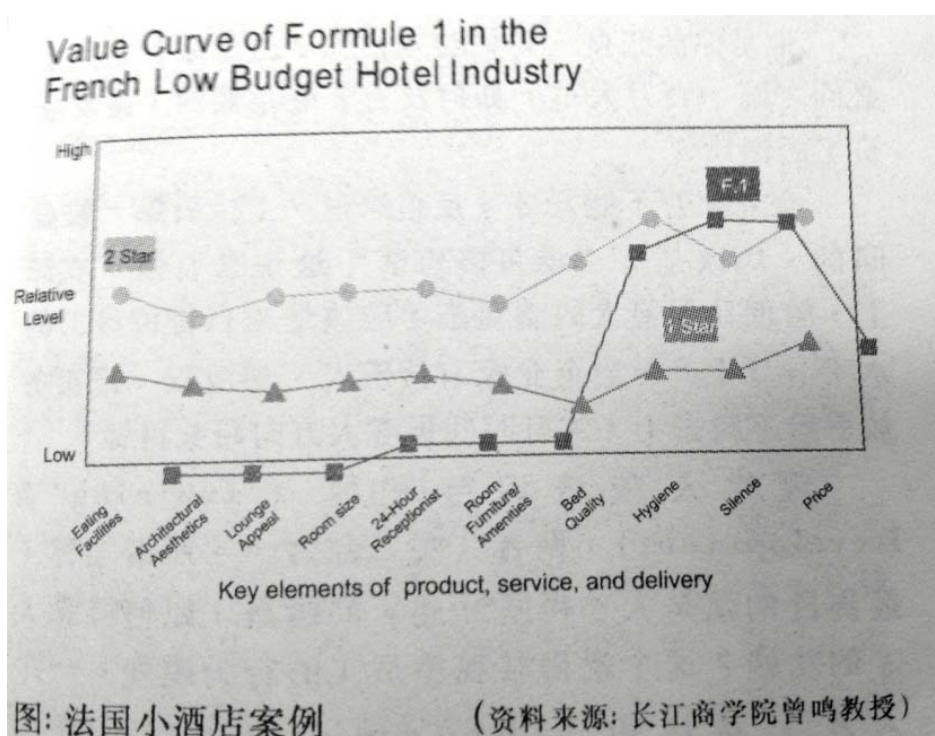 Value Curve of Formule 1 in the
French Low Budget Hotel Industry
High
F.1
2 Star
Relative
Level
1 Star
Low
Eating
Facilities
Architectural
Aesthetics
Lounge
Appeal
Room size
24-Hour
Receptionist
Room
Furniture/
Amenities
Bed
Quality
Hygiene
Silence
Price
Key elements of product, service, and delivery
图: 法国小酒店案例
(资料来源: 长江商学院曾鸣教授)